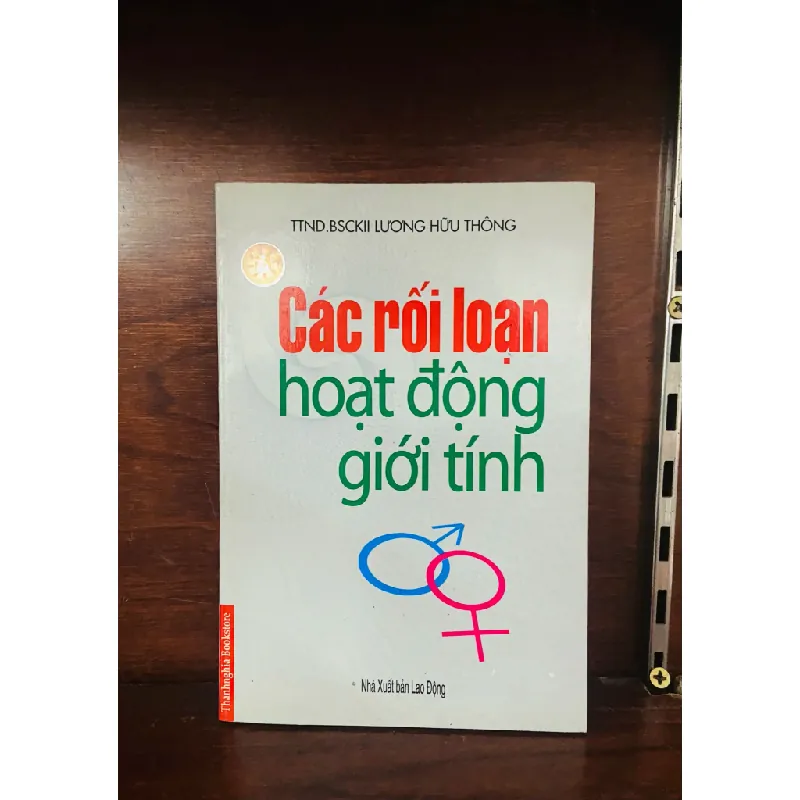 TTND.BSCKII LƯƠNG HỮU THÔNG
Các rối loạn
hoạt động
giới tính
Nhà Xuất bản Lao Động
Thanhnghia Bookstore